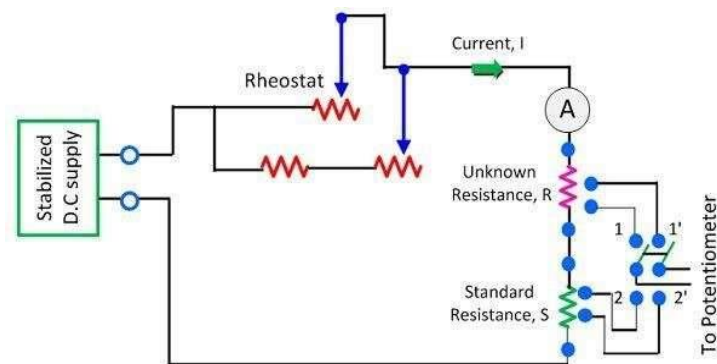 Current, I
Rheostat
A
Stabilized
D.C supply
Unknown
Resistance, R
1 1'
Standard
Resistance, S
2 2'
To Potentiometer